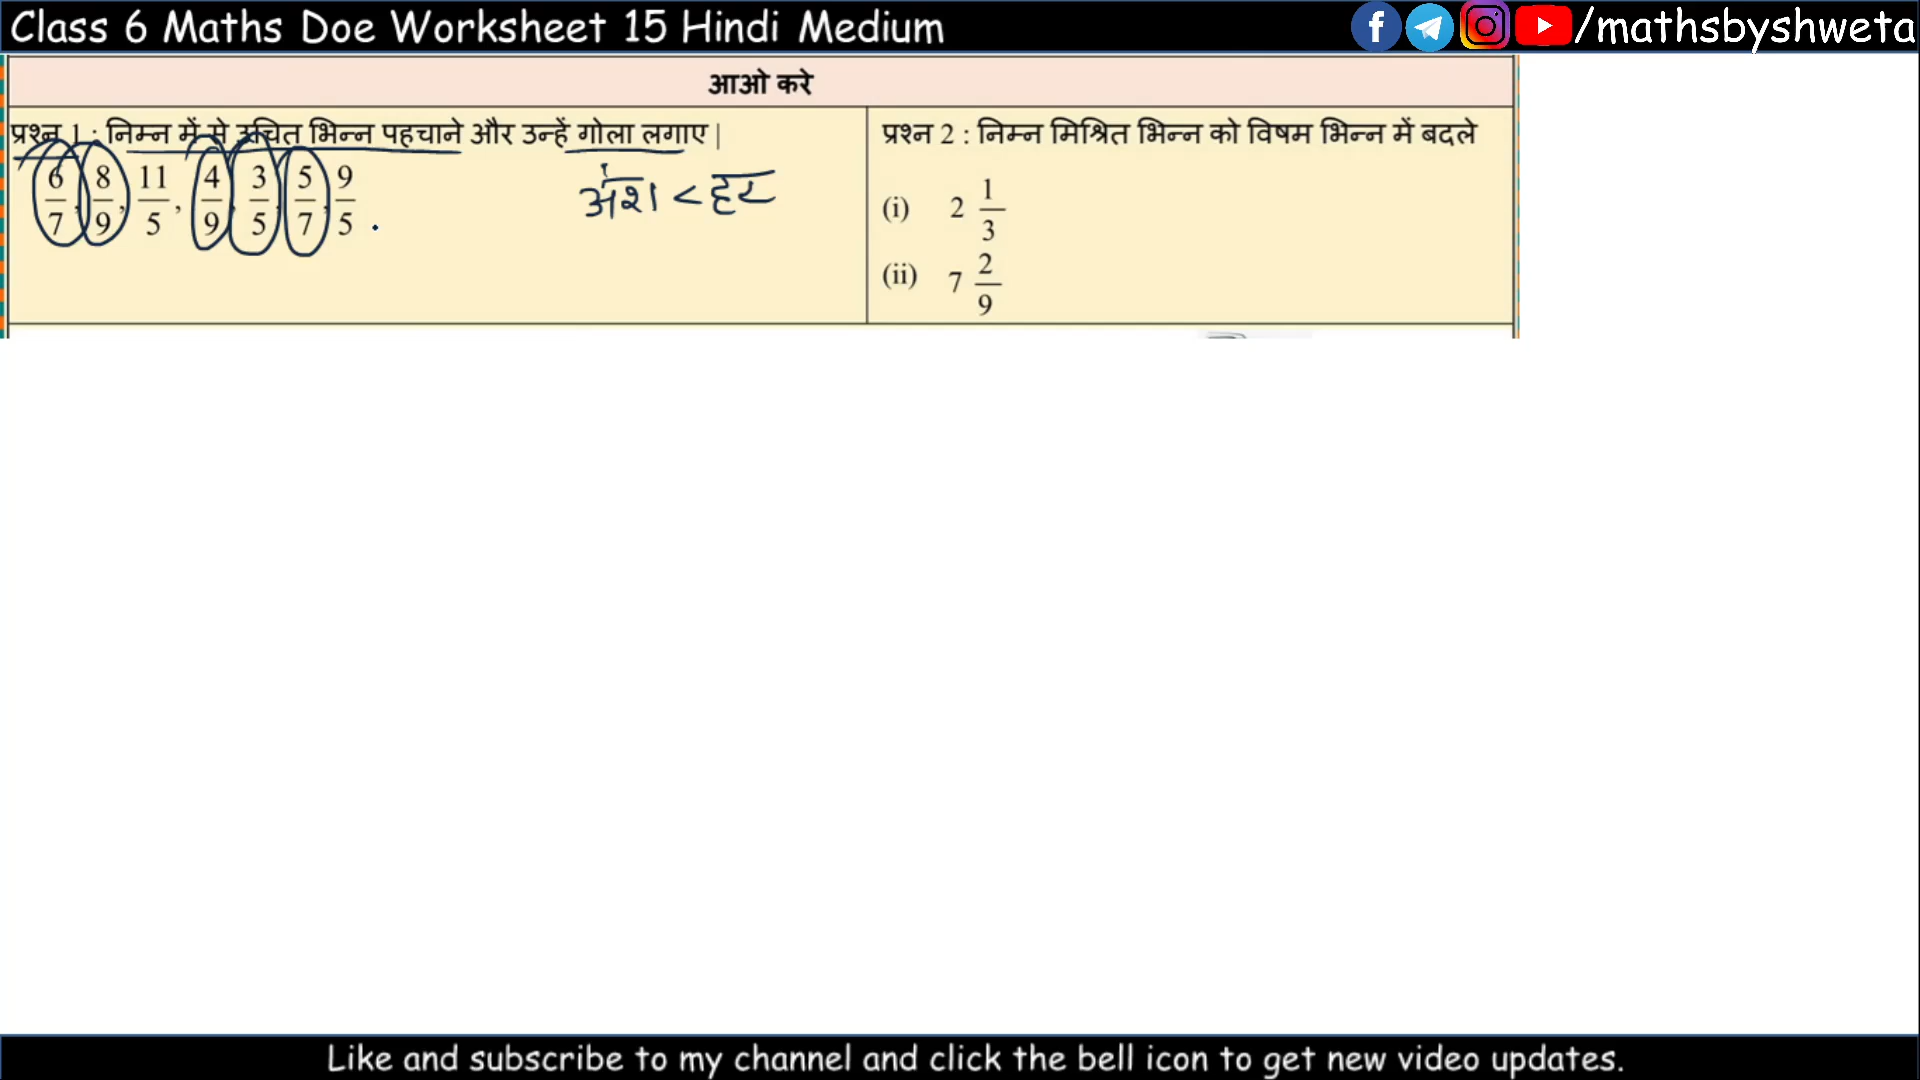 Class 6 Maths Doe Worksheet 15 Hindi Medium
/mathsbyshweta
आओ करे
प्रश्न 1 : निम्न में से उचित भिन्न पहचाने और उन्हें गोला लगाए |
6/7, 8/9, 11/5, 4/9, 3/5, 5/7, 9/5
अंश < हर
प्रश्न 2 : निम्न मिश्रित भिन्न को विषम भिन्न में बदले
(i) 2 1/3
(ii) 7 2/9
Like and subscribe to my channel and click the bell icon to get new video updates.